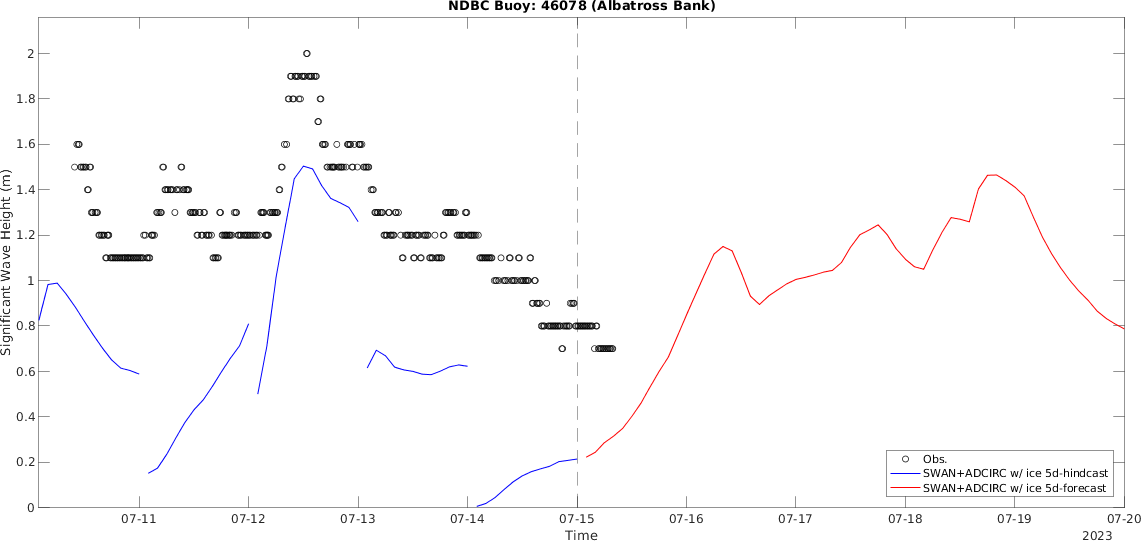 NDBC Buoy: 46078 (Albatross Bank)
2
1.8
1.6
1.4
1.2
1
0.8
0.6
0.4
0.2
0
Significant Wave Height (m)
Obs.
SWAN+ADCIRC w/ ice 5d-hindcast
SWAN+ADCIRC w/ ice 5d-forecast
07-11 07-12 07-13 07-14 07-15 07-16 07-17 07-18 07-19 07-20
Time
2023